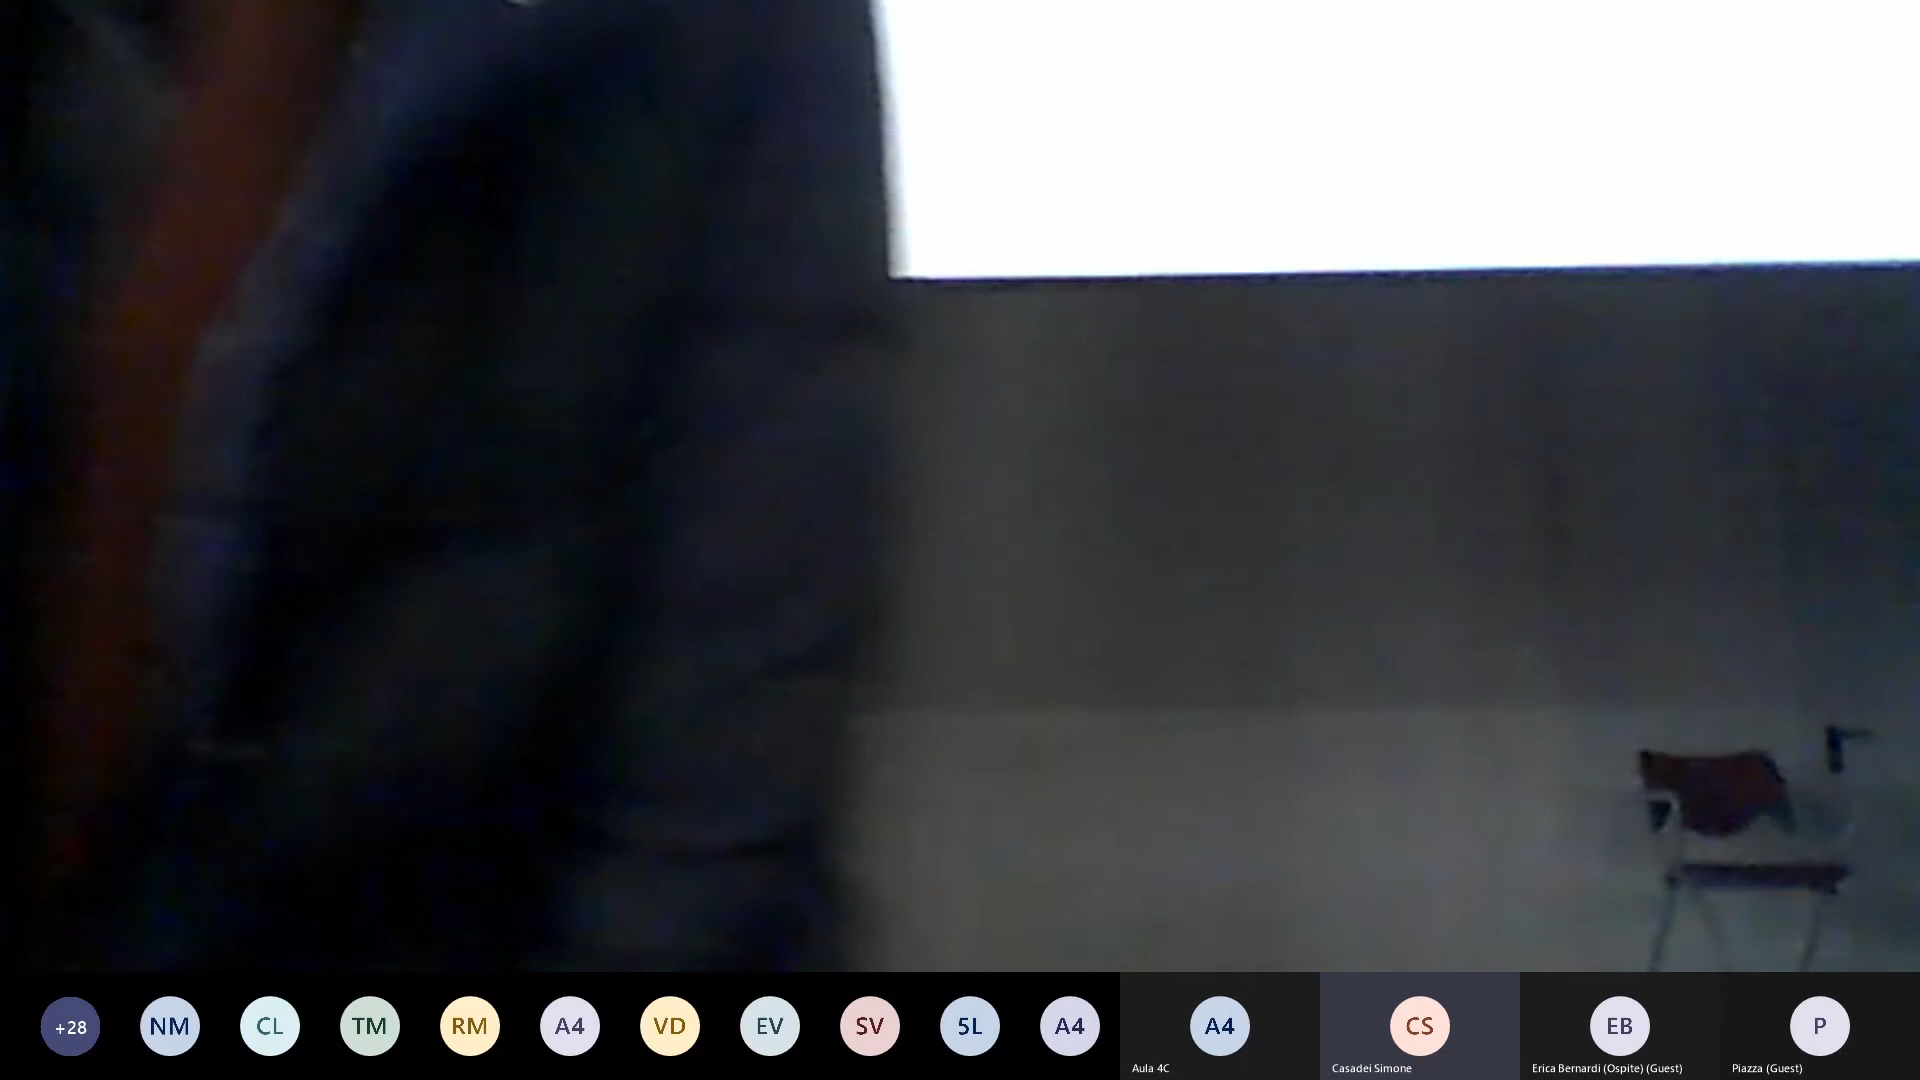 +28 NM CL TM RM A4 VD EV SV 5L A4 A4 CS EB P
Aula 4C Casadei Simone Erica Bernardi (Ospite) (Guest) Piazza (Guest)